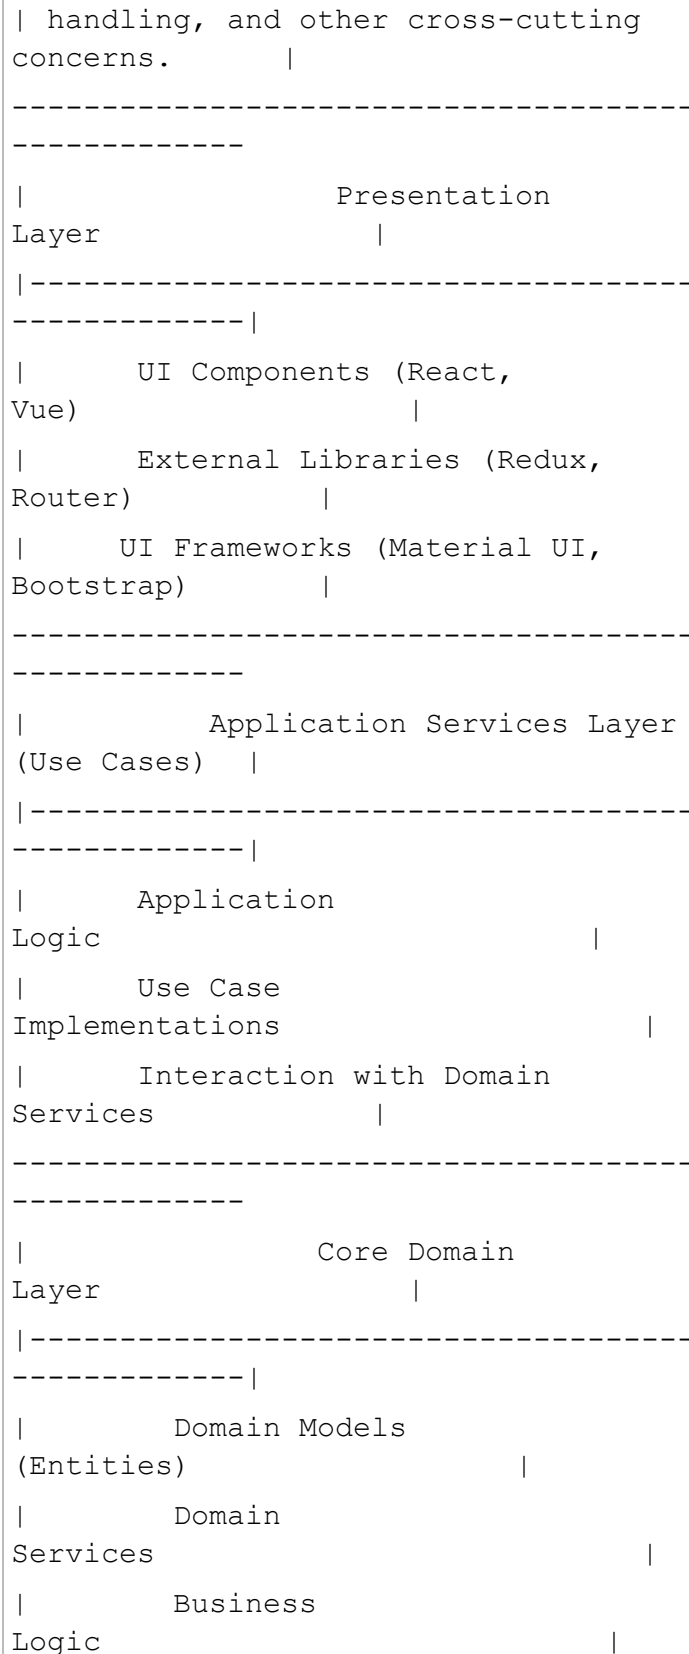 | handling, and other cross-cutting
concerns.      |
--------------------------------------
-------------
|                 Presentation
Layer               |
|-------------------------------------
-------------|
|      UI Components (React,
Vue)                  |
|      External Libraries (Redux,
Router)          |
|     UI Frameworks (Material UI,
Bootstrap)       |
--------------------------------------
-------------
|          Application Services Layer
(Use Cases)  |
|-------------------------------------
-------------|
|      Application
Logic                           |
|      Use Case
Implementations                    |
|      Interaction with Domain
Services            |
--------------------------------------
-------------
|                Core Domain
Layer                 |
|-------------------------------------
-------------|
|        Domain Models
(Entities)                  |
|        Domain
Services                           |
|        Business
Logic                            |